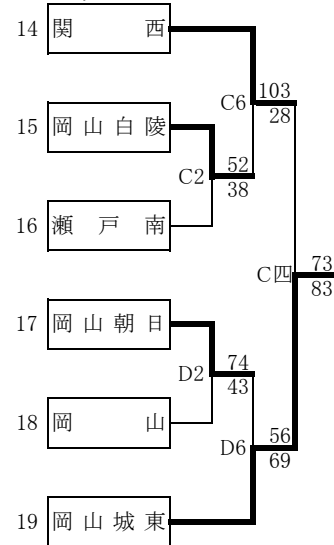 14 関 西
C6 103
28
15 岡山白陵
C2 52
38
16 瀬 戸 南
C四 73
83
17 岡山朝日
D2 74
43
18 岡 山
D6 56
69
19 岡山城東